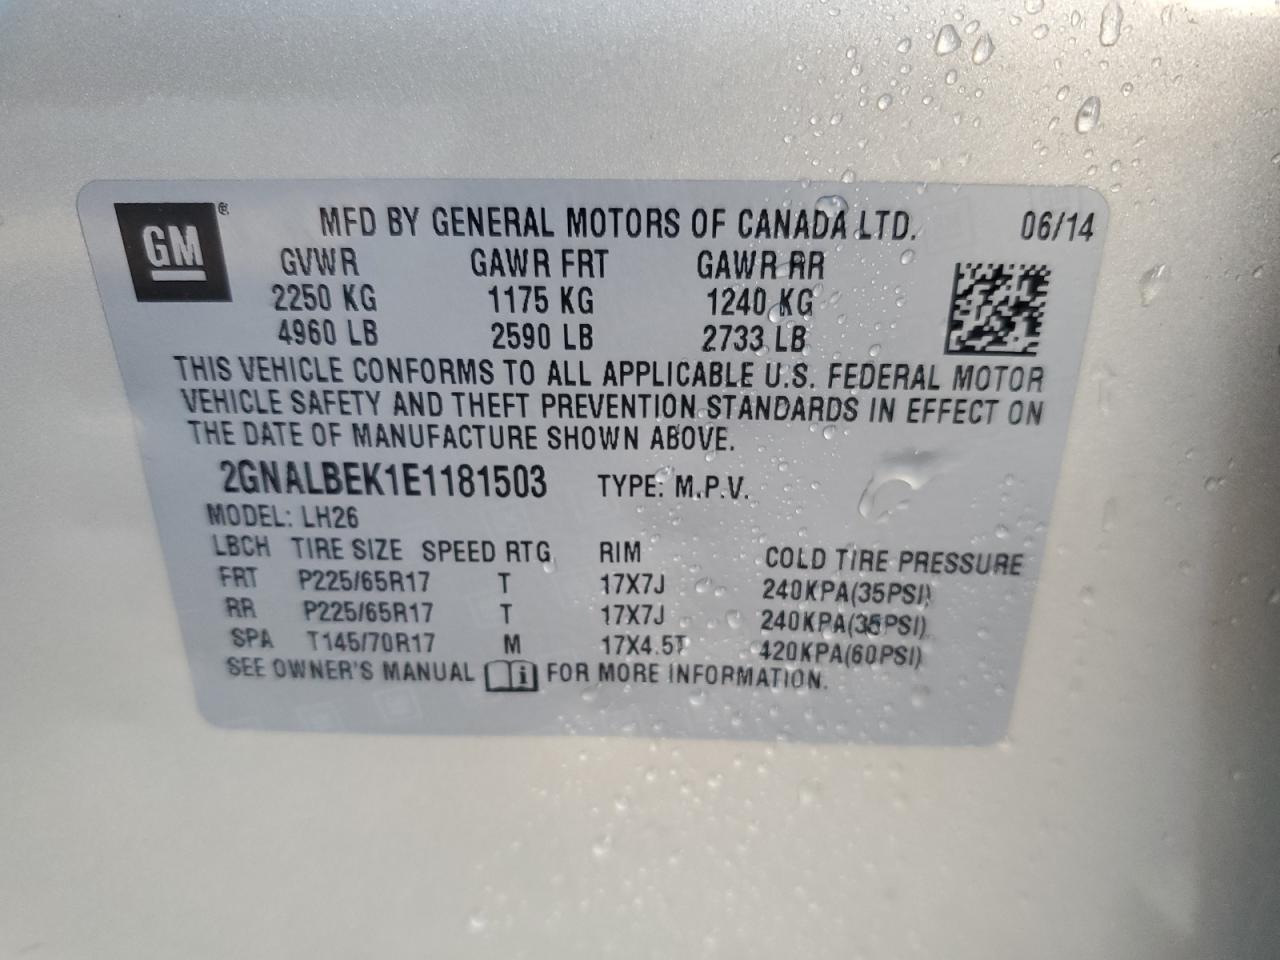 GM® MFD BY GENERAL MOTORS OF CANADA LTD. 06/14
GVWR GAWR FRT GAWR RR
2250 KG 1175 KG 1240 KG
4960 LB 2590 LB 2733 LB
THIS VEHICLE CONFORMS TO ALL APPLICABLE U.S. FEDERAL MOTOR
VEHICLE SAFETY AND THEFT PREVENTION STANDARDS IN EFFECT ON
THE DATE OF MANUFACTURE SHOWN ABOVE.
2GNALBEK1E1181503 TYPE: M.P.V.
MODEL: LH26
LBCH TIRE SIZE SPEED RTG RIM COLD TIRE PRESSURE
FRT P225/65R17 T 17X7J 240KPA(35PSI)
RR P225/65R17 T 17X7J 240KPA(35PSI)
SPA T145/70R17 M 17X4.5T 420KPA(60PSI)
SEE OWNER'S MANUAL i FOR MORE INFORMATION.